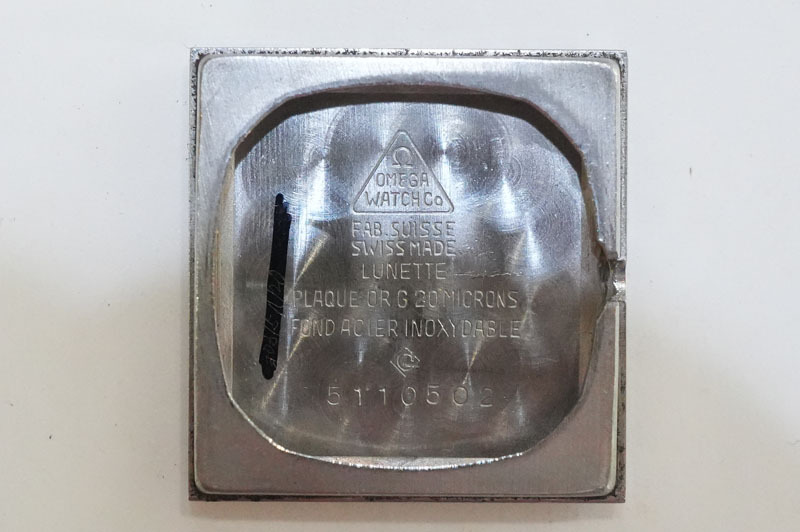 Ω
OMEGA
WATCH Co
FAB. SUISSE
SWISS MADE
LUNETTE
PLAQUE OR G 20 MICRONS
FOND ACIER INOXYDABLE
5110502